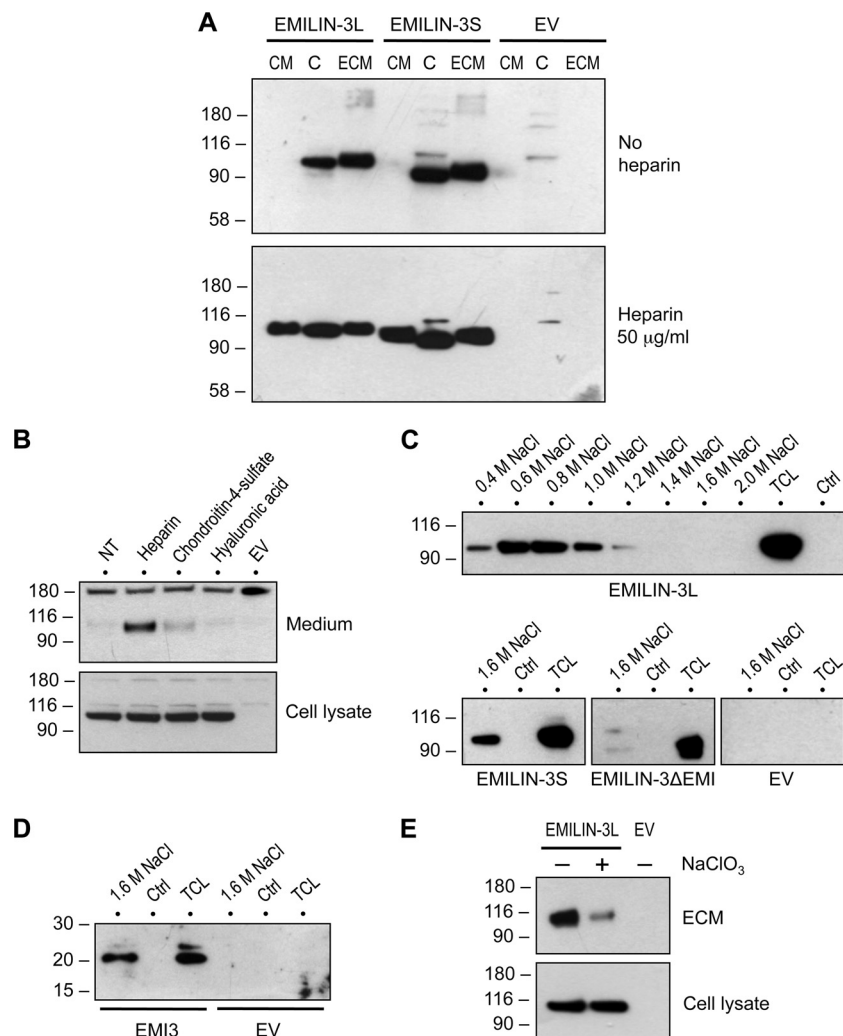 A
EMILIN-3L EMILIN-3S EV
CM C ECM CM C ECM CM C ECM
180 –
116 –
90 –
58 –
No
heparin
180 –
116 –
90 –
58 –
Heparin
50 µg/ml
B
NT Heparin Chondroitin-4-sulfate Hyaluronic acid EV
180 –
116 –
90 –
Medium
180 –
116 –
90 –
Cell lysate
C
0.4 M NaCl 0.6 M NaCl 0.8 M NaCl 1.0 M NaCl 1.2 M NaCl 1.4 M NaCl 1.6 M NaCl 2.0 M NaCl TCL Ctrl
116 –
90 –
EMILIN-3L
1.6 M NaCl Ctrl TCL 1.6 M NaCl Ctrl TCL 1.6 M NaCl Ctrl TCL
116 –
90 –
EMILIN-3S EMILIN-3ΔEMI EV
D
1.6 M NaCl Ctrl TCL 1.6 M NaCl Ctrl TCL
30 –
20 –
15 –
EMI3 EV
E
EMILIN-3L EV
– + – NaClO₃
180 –
116 –
90 –
ECM
180 –
116 –
90 –
Cell lysate